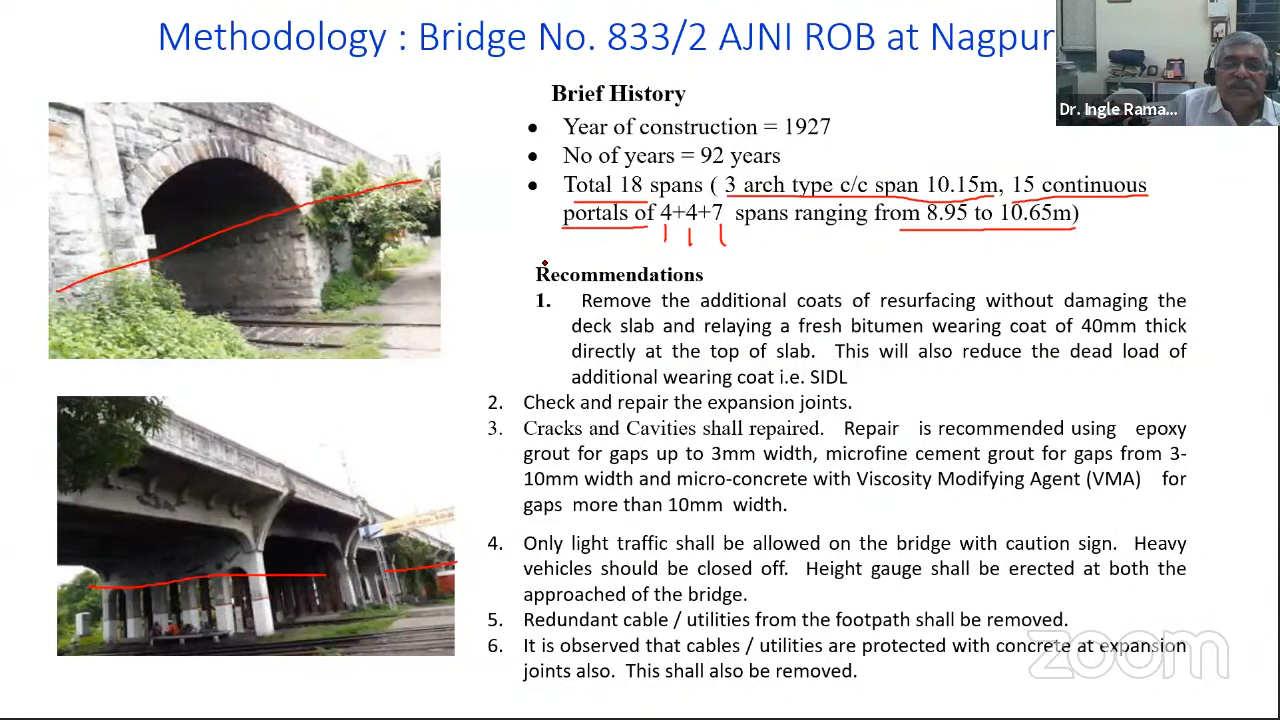 Methodology : Bridge No. 833/2 AJNI ROB at Nagpur
Dr. Ingle Rama...
Brief History
• Year of construction = 1927
• No of years = 92 years
• Total 18 spans ( 3 arch type c/c span 10.15m, 15 continuous
portals of 4+4+7 spans ranging from 8.95 to 10.65m)
Recommendations
1. Remove the additional coats of resurfacing without damaging the
deck slab and relaying a fresh bitumen wearing coat of 40mm thick
directly at the top of slab. This will also reduce the dead load of
additional wearing coat i.e. SIDL
2. Check and repair the expansion joints.
3. Cracks and Cavities shall repaired. Repair is recommended using epoxy
grout for gaps up to 3mm width, microfine cement grout for gaps from 3-
10mm width and micro-concrete with Viscosity Modifying Agent (VMA) for
gaps more than 10mm width.
4. Only light traffic shall be allowed on the bridge with caution sign. Heavy
vehicles should be closed off. Height gauge shall be erected at both the
approached of the bridge.
5. Redundant cable / utilities from the footpath shall be removed.
6. It is observed that cables / utilities are protected with concrete at expansion
joints also. This shall also be removed.
zoom